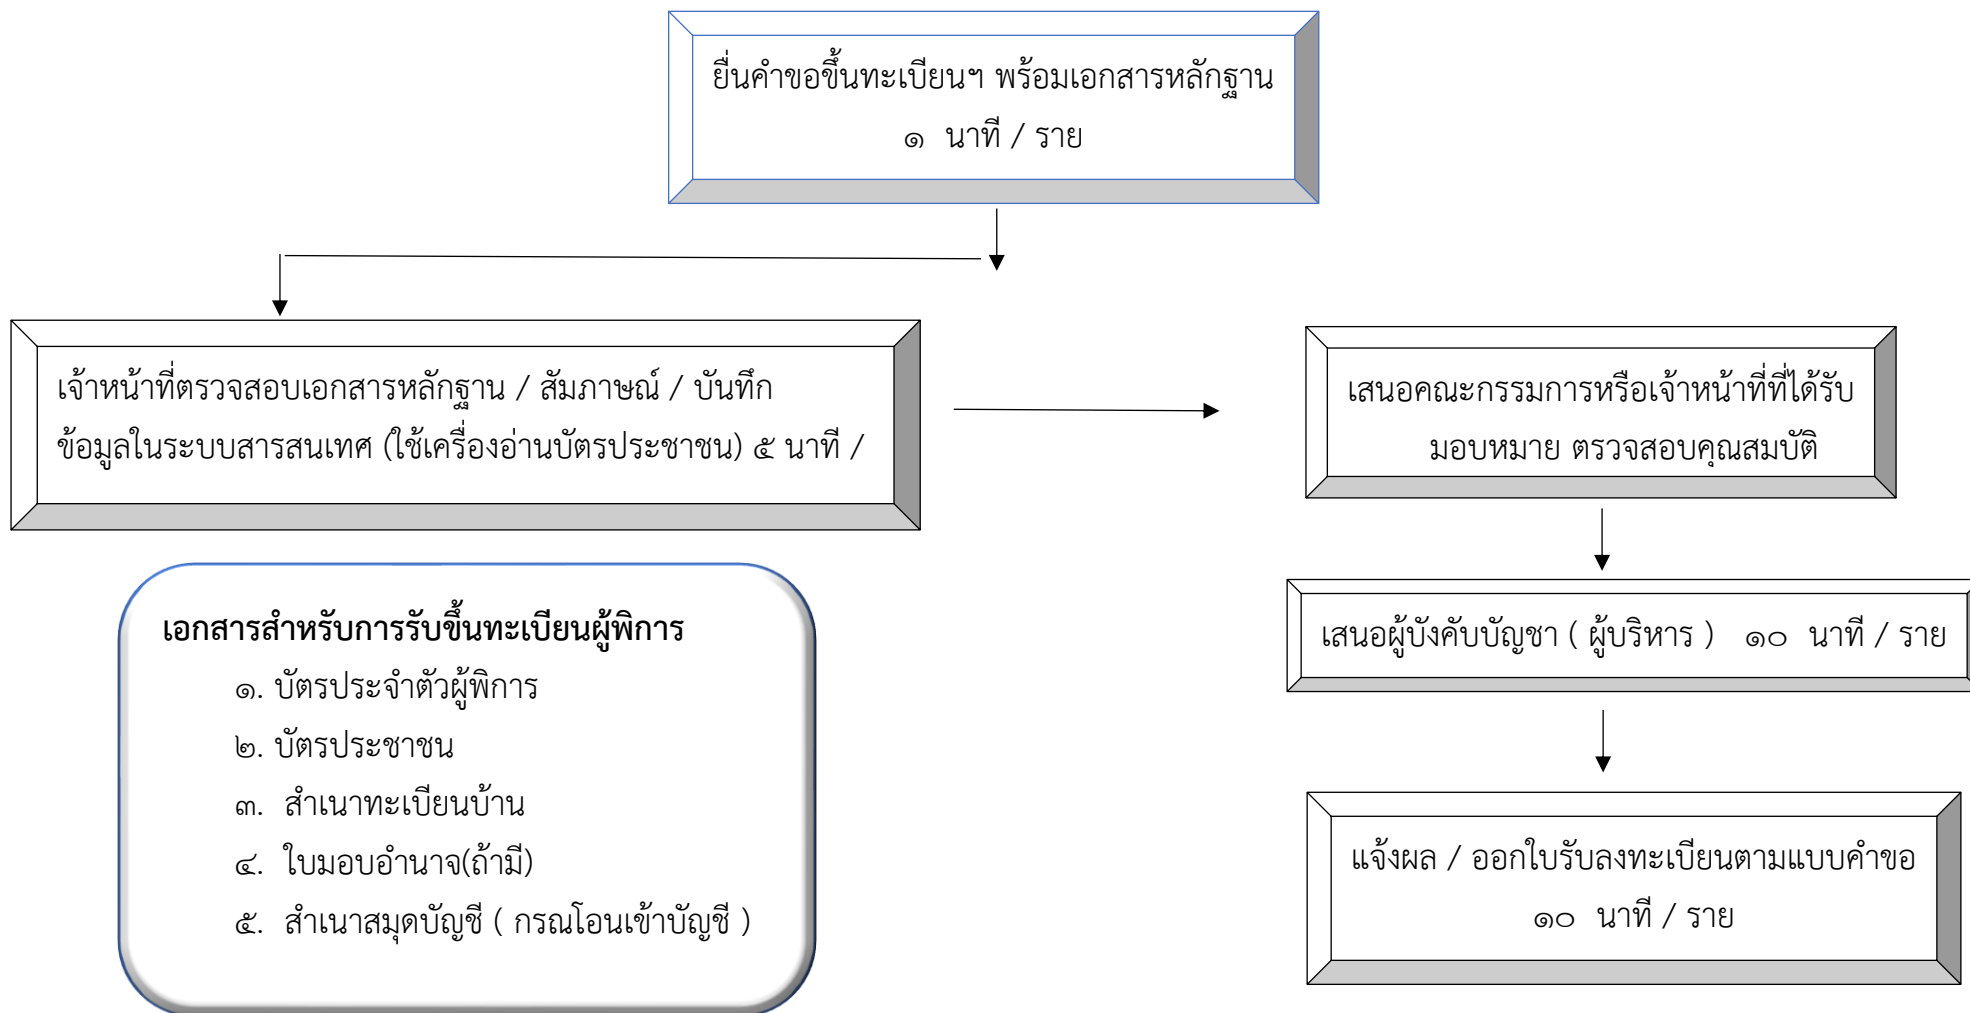 ยื่นคำขอขึ้นทะเบียนฯ พร้อมเอกสารหลักฐาน
๑ นาที / ราย
เจ้าหน้าที่ตรวจสอบเอกสารหลักฐาน / สัมภาษณ์ / บันทึก
ข้อมูลในระบบสารสนเทศ (ใช้เครื่องอ่านบัตรประชาชน) ๕ นาที /
เสนอคณะกรรมการหรือเจ้าหน้าที่ที่ได้รับ
มอบหมาย ตรวจสอบคุณสมบัติ
เสนอผู้บังคับบัญชา ( ผู้บริหาร ) ๑๐ นาที / ราย
แจ้งผล / ออกใบรับลงทะเบียนตามแบบคำขอ
๑๐ นาที / ราย
เอกสารสำหรับการรับขึ้นทะเบียนผู้พิการ
๑. บัตรประจำตัวผู้พิการ
๒. บัตรประชาชน
๓. สำเนาทะเบียนบ้าน
๔. ใบมอบอำนาจ(ถ้ามี)
๕. สำเนาสมุดบัญชี ( กรณโอนเข้าบัญชี )